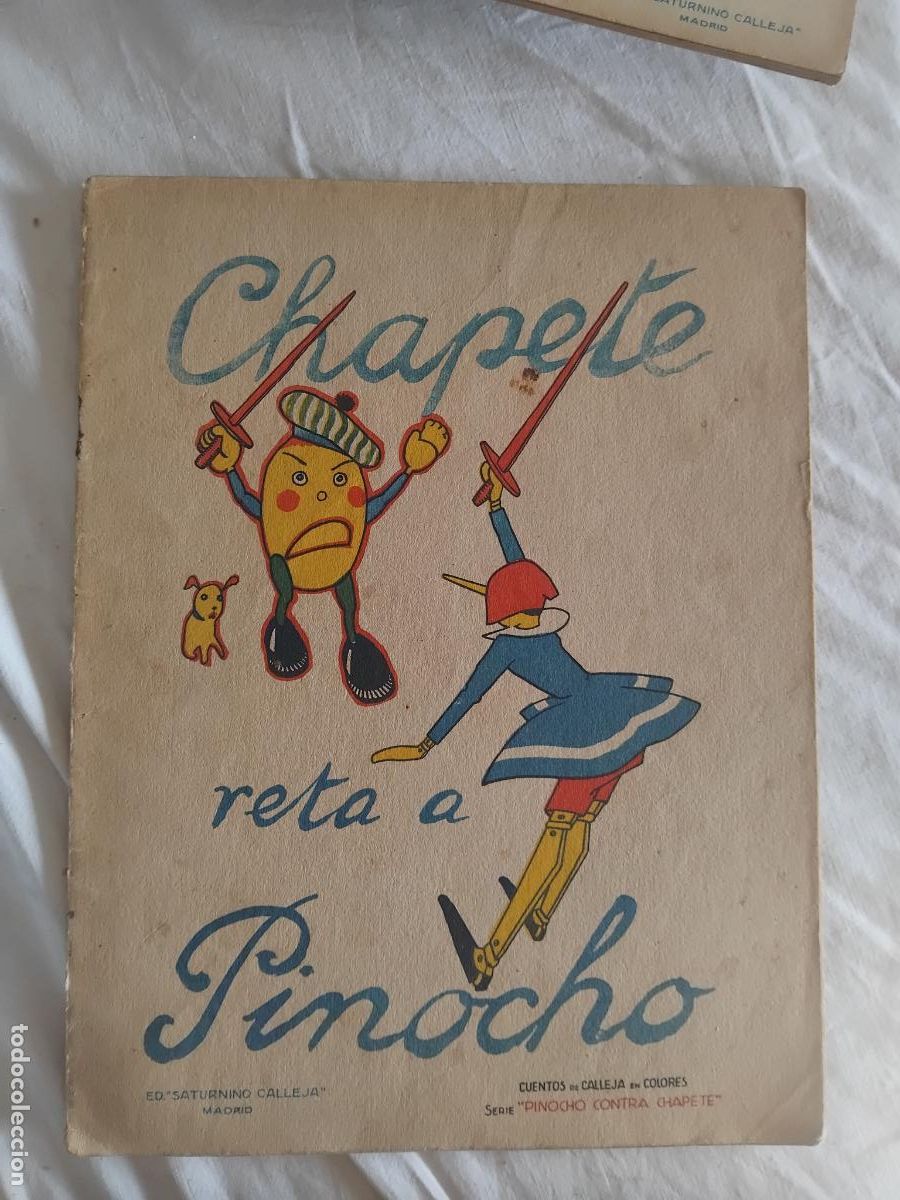 SATURNINO CALLEJA"
MADRID
Chapete
reta a
Pinocho
ED. "SATURNINO CALLEJA"
MADRID
CUENTOS DE CALLEJA EN COLORES
SERIE "PINOCHO CONTRA CHAPETE"
todocoleccion